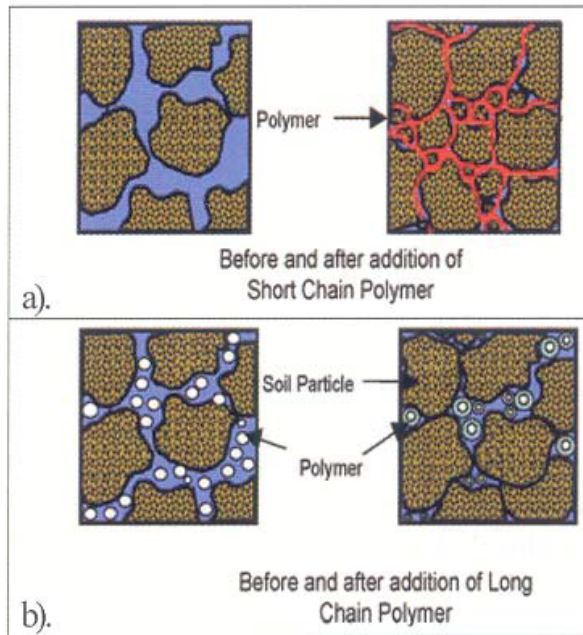 Polymer
Before and after addition of
Short Chain Polymer
a).
Soil Particle
Polymer
Before and after addition of Long
Chain Polymer
b).